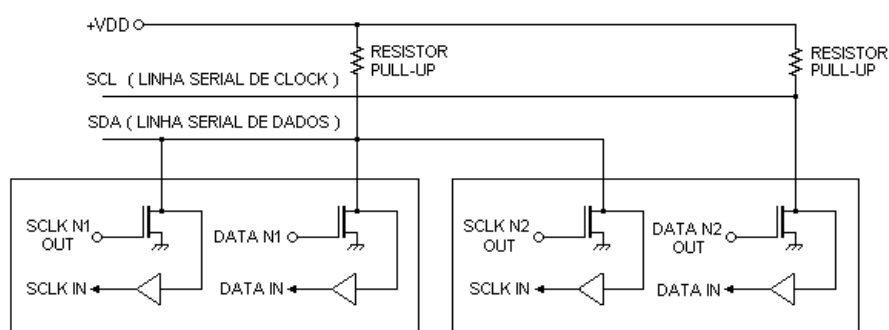 +VDD
RESISTOR
PULL-UP
RESISTOR
PULL-UP
SCL ( LINHA SERIAL DE CLOCK )
SDA ( LINHA SERIAL DE DADOS )
SCLK N1
OUT
DATA N1
SCLK N2
OUT
DATA N2
OUT
SCLK IN
DATA IN
SCLK IN
DATA IN